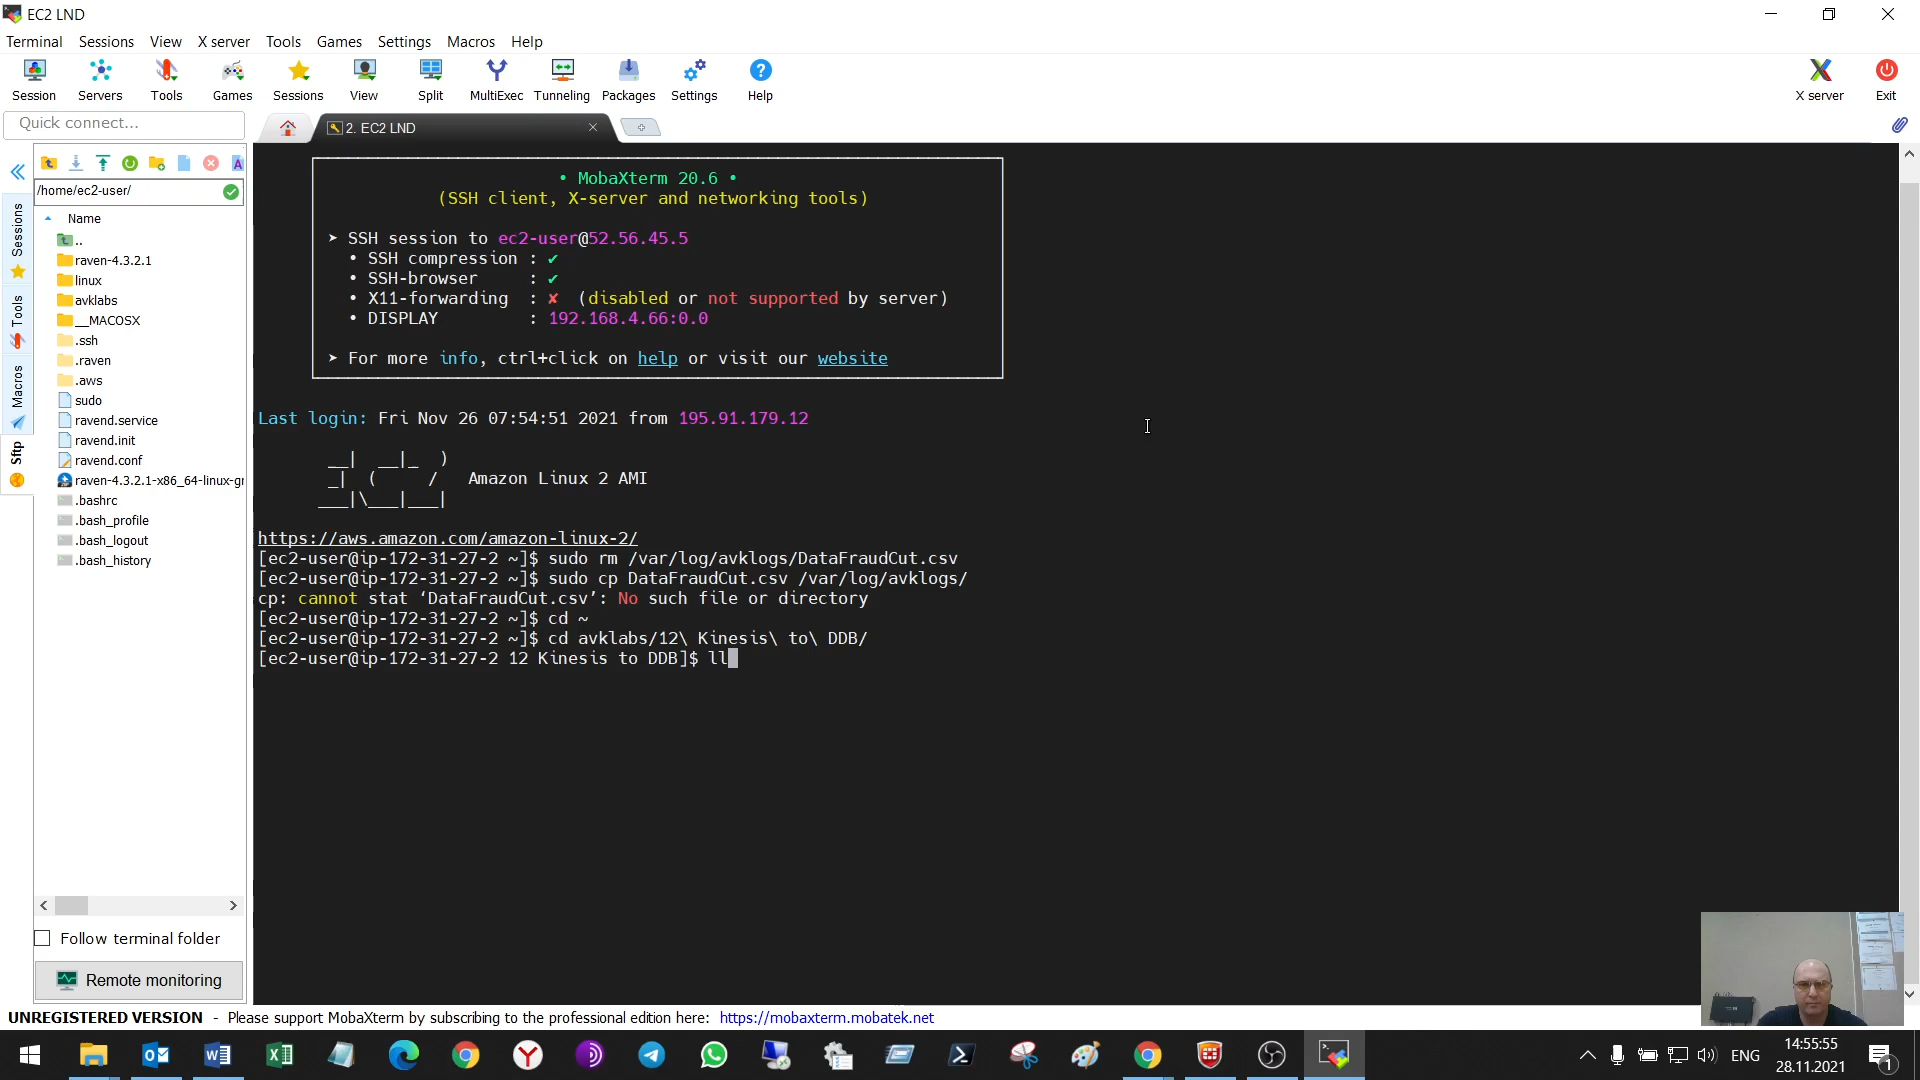 EC2 LND
Terminal Sessions View X server Tools Games Settings Macros Help
Session Servers Tools Games Sessions View Split MultiExec Tunneling Packages Settings Help X server Exit
Quick connect...
2. EC2 LND
/home/ec2-user/
Name
..
raven-4.3.2.1
linux
avklabs
__MACOSX
.ssh
.raven
.aws
sudo
ravend.service
ravend.init
ravend.conf
raven-4.3.2.1-x86_64-linux-gr
.bashrc
.bash_profile
.bash_logout
.bash_history
Sessions
Tools
Macros
Sftp
Follow terminal folder
Remote monitoring
• MobaXterm 20.6 •
(SSH client, X-server and networking tools)
➤ SSH session to ec2-user@52.56.45.5
• SSH compression : ✔
• SSH-browser : ✔
• X11-forwarding : ✘ (disabled or not supported by server)
• DISPLAY : 192.168.4.66:0.0
➤ For more info, ctrl+click on help or visit our website
Last login: Fri Nov 26 07:54:51 2021 from 195.91.179.12
__| __|_ )
_| ( / Amazon Linux 2 AMI
___|\___|___|
https://aws.amazon.com/amazon-linux-2/
[ec2-user@ip-172-31-27-2 ~]$ sudo rm /var/log/avklogs/DataFraudCut.csv
[ec2-user@ip-172-31-27-2 ~]$ sudo cp DataFraudCut.csv /var/log/avklogs/
cp: cannot stat ‘DataFraudCut.csv’: No such file or directory
[ec2-user@ip-172-31-27-2 ~]$ cd ~
[ec2-user@ip-172-31-27-2 ~]$ cd avklabs/12\ Kinesis\ to\ DDB/
[ec2-user@ip-172-31-27-2 12 Kinesis to DDB]$ ll
UNREGISTERED VERSION - Please support MobaXterm by subscribing to the professional edition here: https://mobaxterm.mobatek.net
ENG
14:55:55
28.11.2021
1